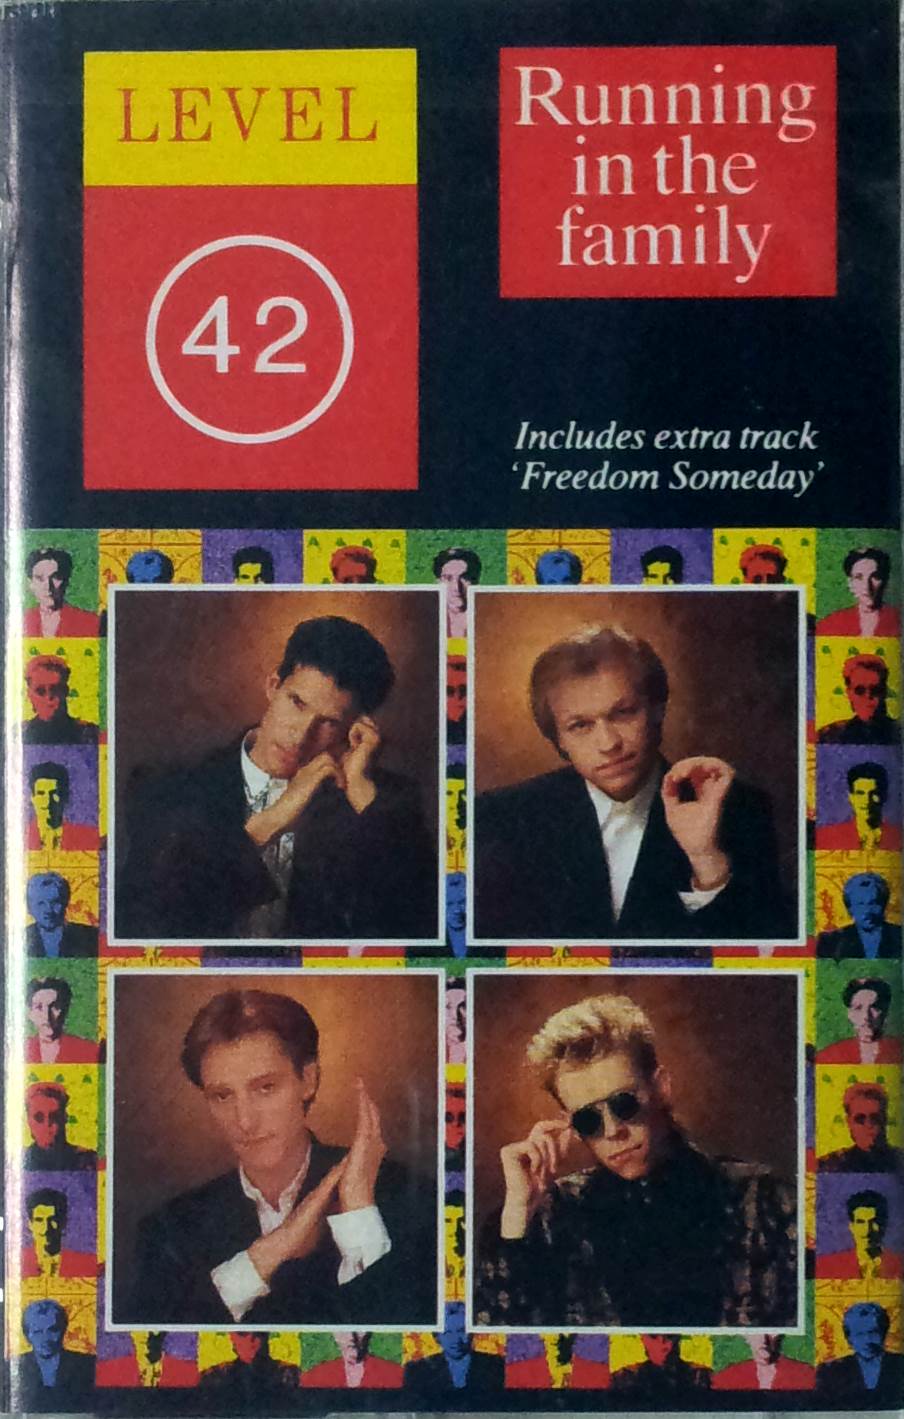 LEVEL
42
Running
in the
family
Includes extra track
‘Freedom Someday’